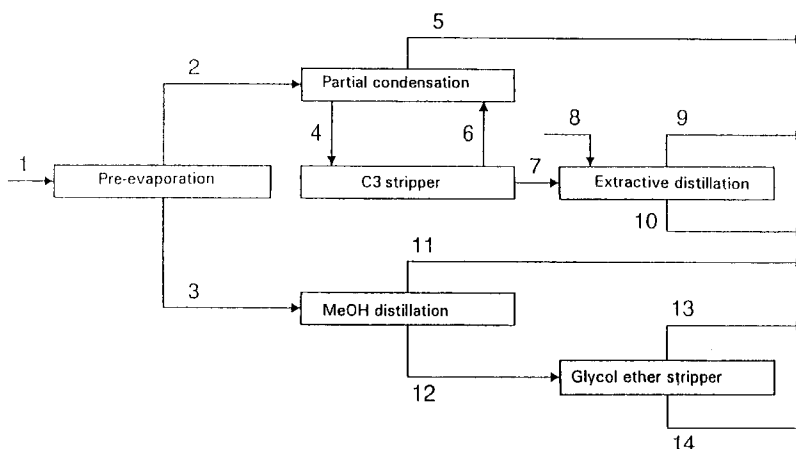 5
2
Partial condensation
4
6
8
9
1
Pre-evaporation
C3 stripper
7
Extractive distillation
10
11
3
MeOH distillation
13
12
Glycol ether stripper
14